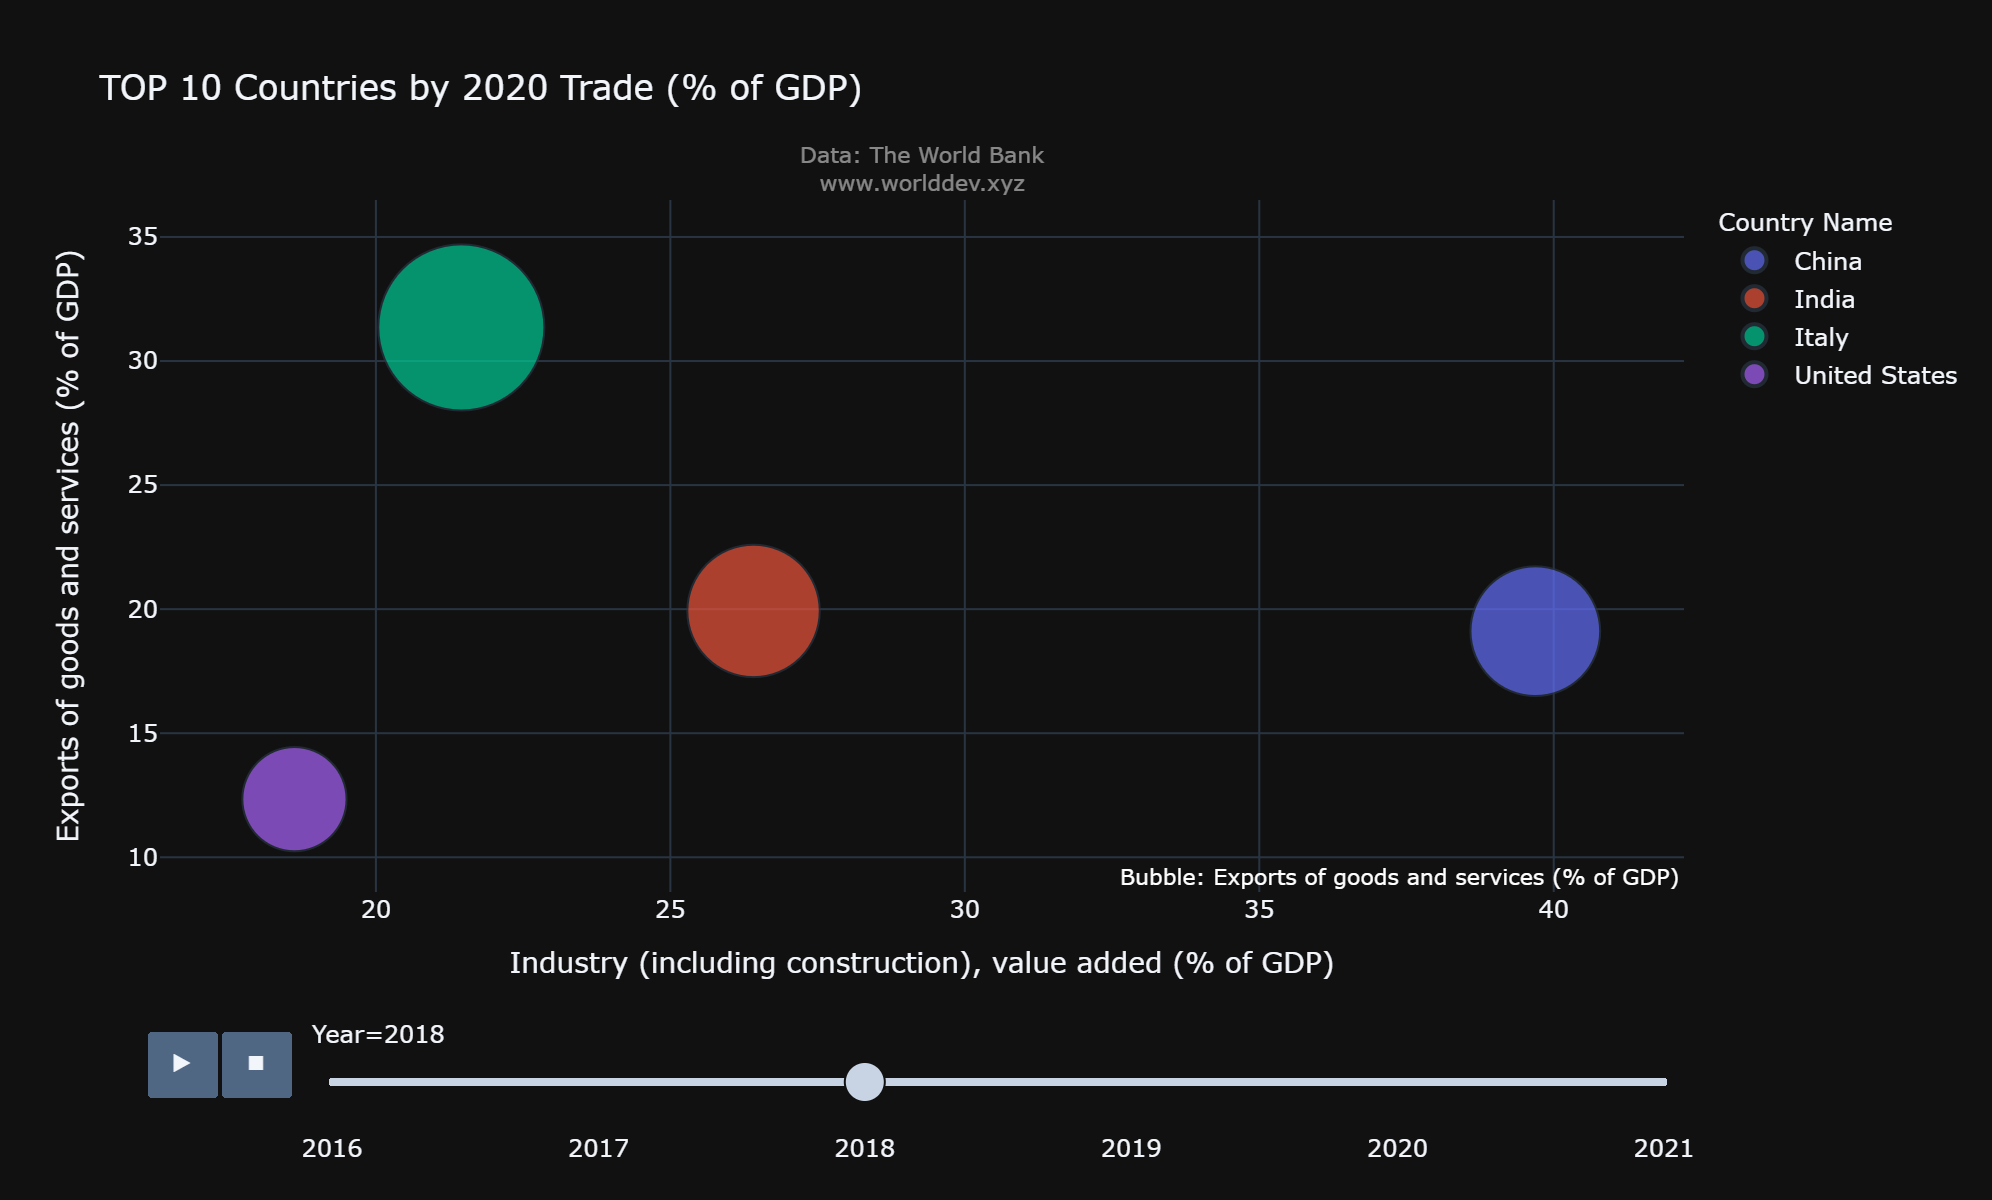 TOP 10 Countries by 2020 Trade (% of GDP)
Data: The World Bank
www.worlddev.xyz
Exports of goods and services (% of GDP)
35
30
25
20
15
10
Country Name
China
India
Italy
United States
Bubble: Exports of goods and services (% of GDP)
20
25
30
35
40
Industry (including construction), value added (% of GDP)
Year=2018
2016
2017
2018
2019
2020
2021